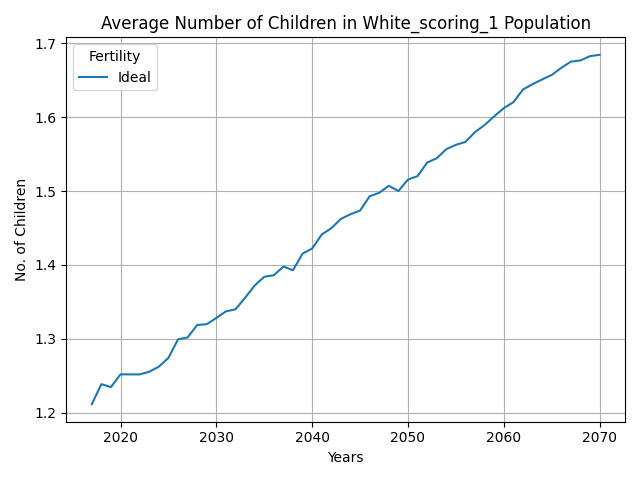 Average Number of Children in White_scoring_1 Population
1.7
1.6
1.5
1.4
1.3
1.2
No. of Children
Fertility
Ideal
2020 2030 2040 2050 2060 2070
Years